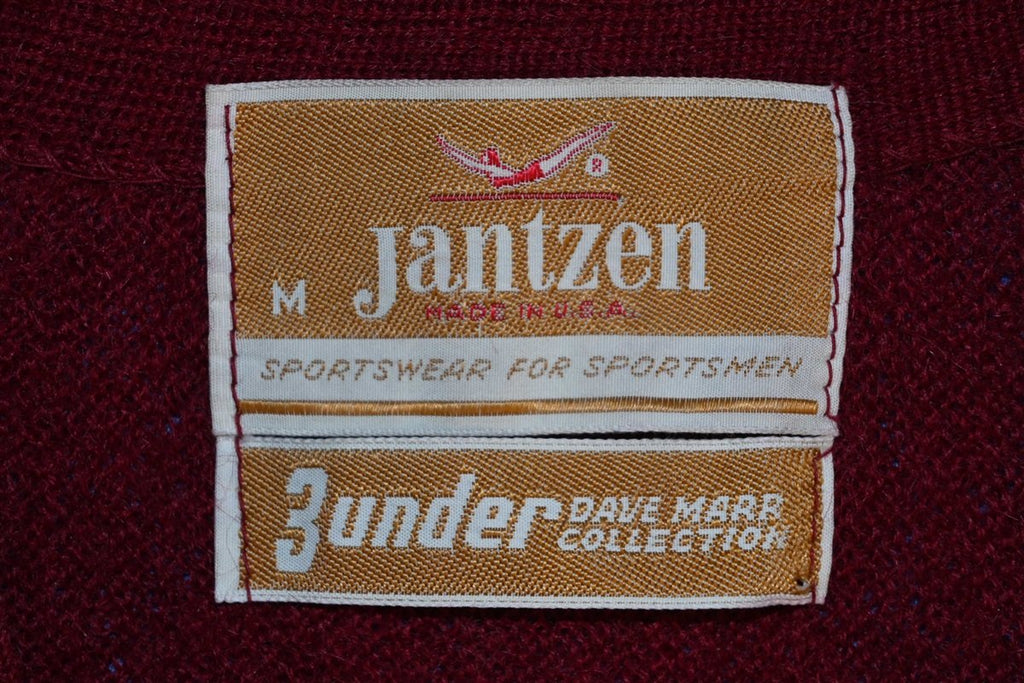 ®
Jantzen
M
MADE IN U.S.A.
SPORTSWEAR FOR SPORTSMEN
3under DAVE MARR
COLLECTION